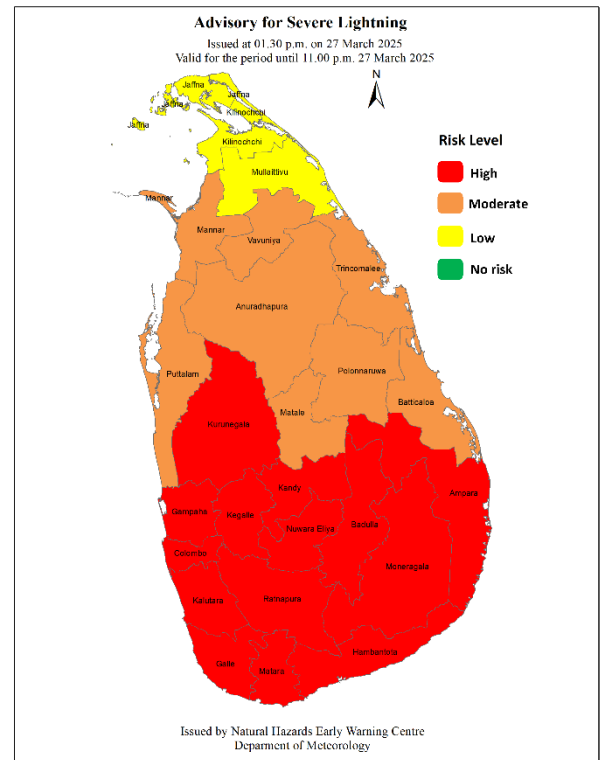 Advisory for Severe Lightning
Issued at 01.30 p.m. on 27 March 2025
Valid for the period until 11.00 p.m. 27 March 2025
N
Jaffna
Jaffna
Jaffna
Kilinochchi
Jaffna
Kilinochchi
Risk Level
High
Moderate
Low
No risk
Mullaittivu
Mannar
Mannar
Vavuniya
Trincomalee
Anuradhapura
Puttalam
Polonnaruwa
Batticaloa
Matale
Kurunegala
Kandy
Ampara
Gampaha
Kegalle
Nuwara Eliya
Badulla
Colombo
Moneragala
Kalutara
Ratnapura
Hambantota
Galle
Matara
Issued by Natural Hazards Early Warning Centre
Deparment of Meteorology